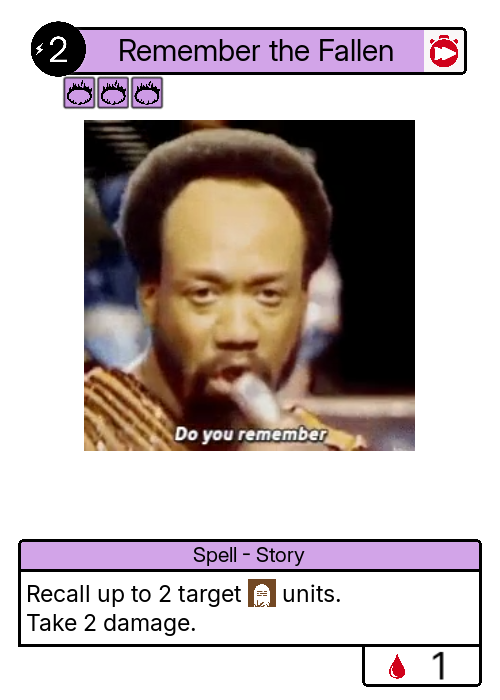 2
Remember the Fallen
Do you remember
Spell - Story
Recall up to 2 target units.
Take 2 damage.
1